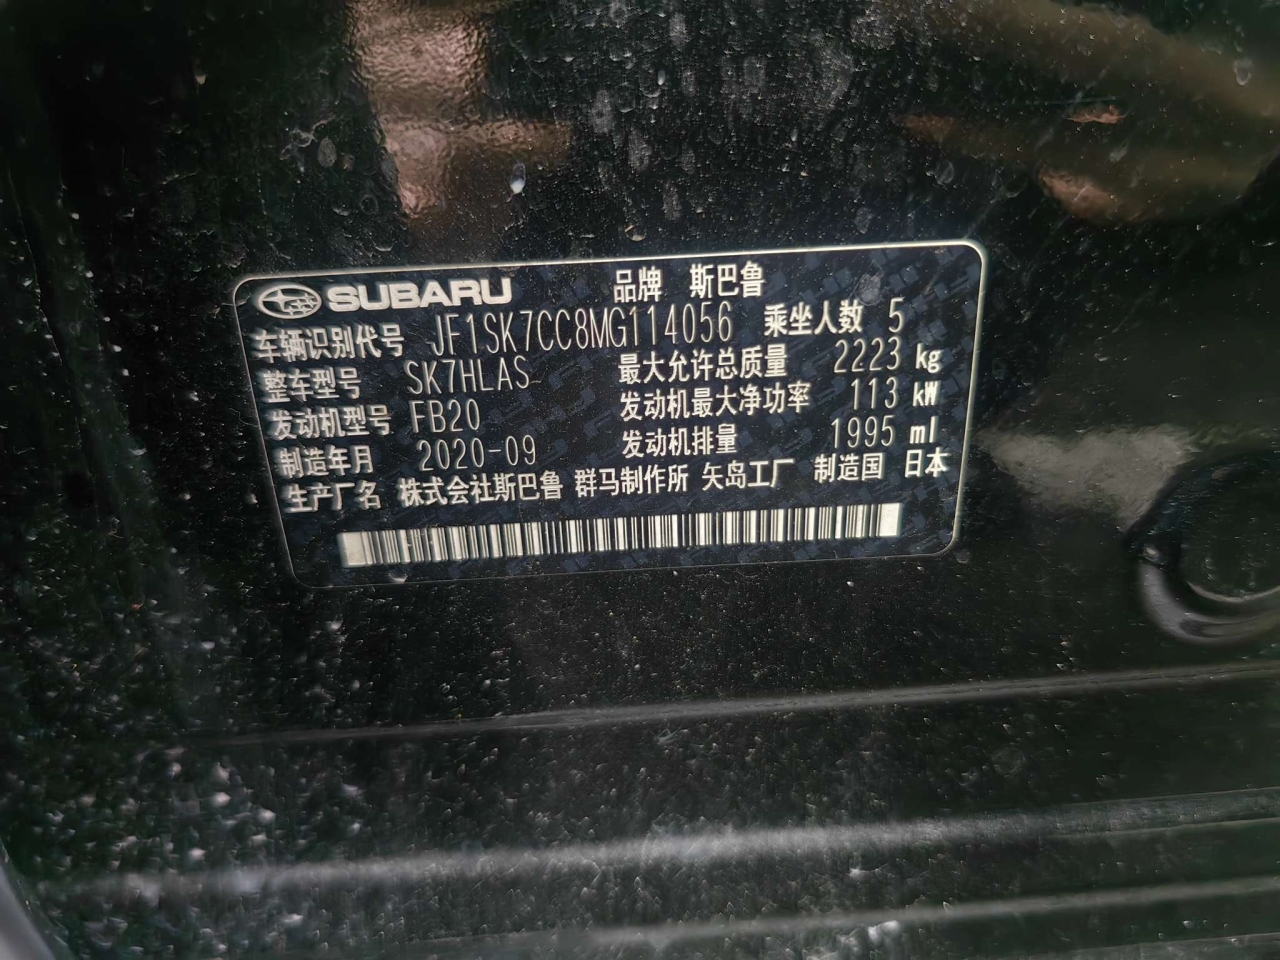 SUBARU 品牌 斯巴鲁
车辆识别代号 JF1SK7CC8MG114056 乘坐人数 5
整车型号 SK7HLAS 最大允许总质量 2223 kg
发动机型号 FB20 发动机最大净功率 113 kW
制造年月 2020-09 发动机排量 1995 ml
生产厂名 株式会社斯巴鲁 群马制作所 矢岛工厂 制造国 日本